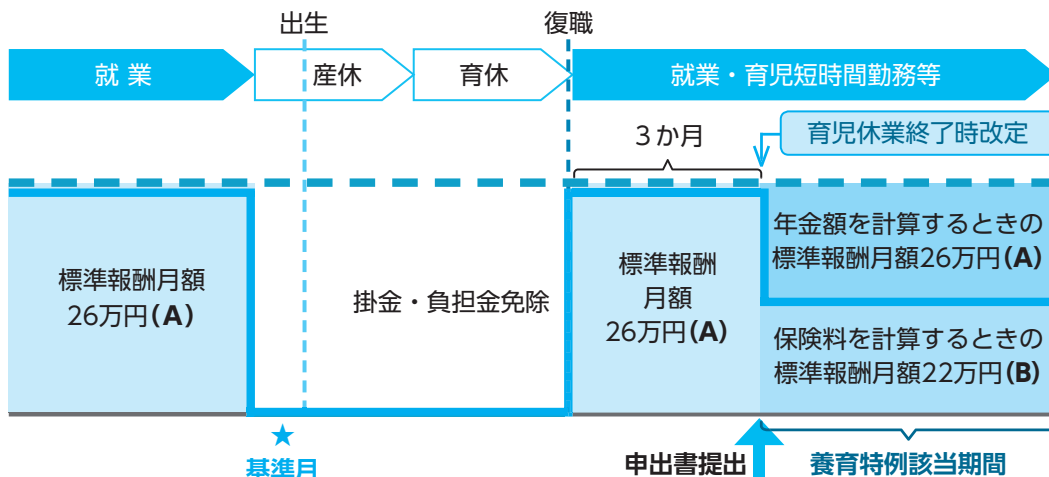 出生
復職
就 業
産休
育休
就業・育児短時間勤務等
3か月
育児休業終了時改定
標準報酬月額
26万円(A)
掛金・負担金免除
標準報酬
月額
26万円(A)
年金額を計算するときの
標準報酬月額26万円(A)
保険料を計算するときの
標準報酬月額22万円(B)
★
基準月
申出書提出
養育特例該当期間